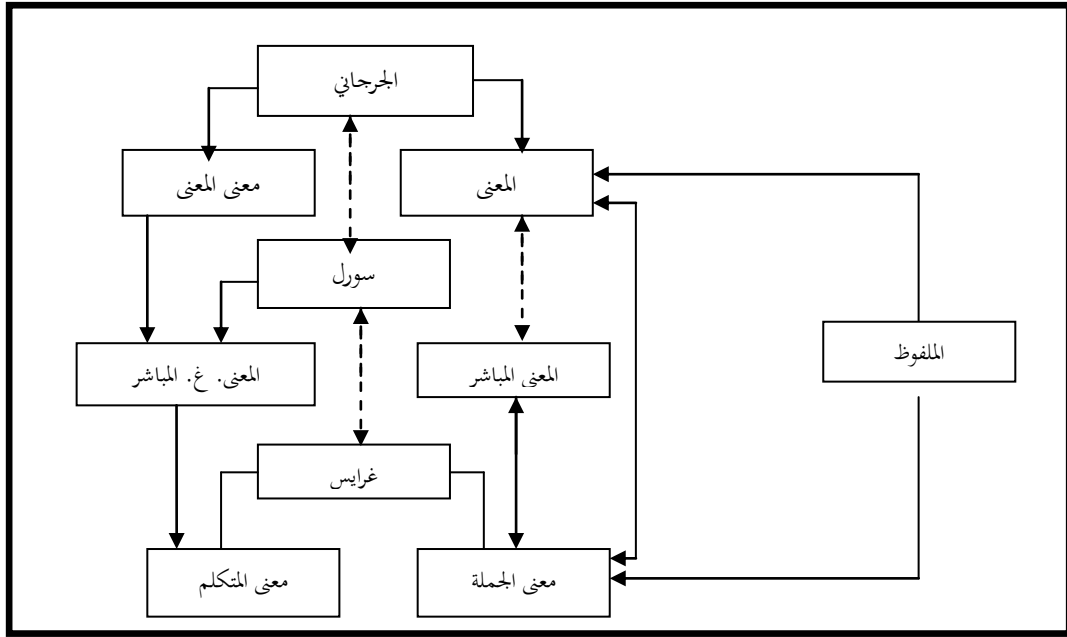 الجرجاني
المعنى
معنى المعنى
سورل
الملفوظ
المعنى المباشر
المعنى. غ. المباشر
غرايس
معنى الجملة
معنى المتكلم